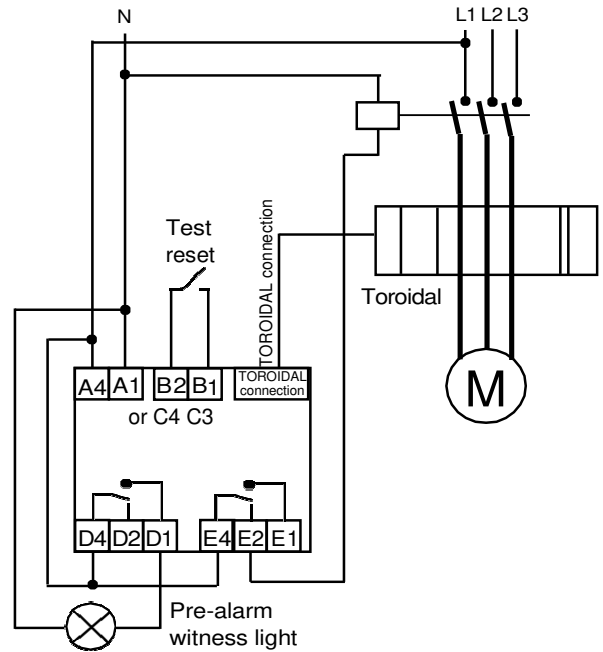 N
L1 L2 L3
Test
reset
TOROIDAL connection
Toroidal
A4 A1 B2 B1
TOROIDAL
connection
or C4 C3
M
D4 D2 D1 E4 E2 E1
Pre-alarm
witness light